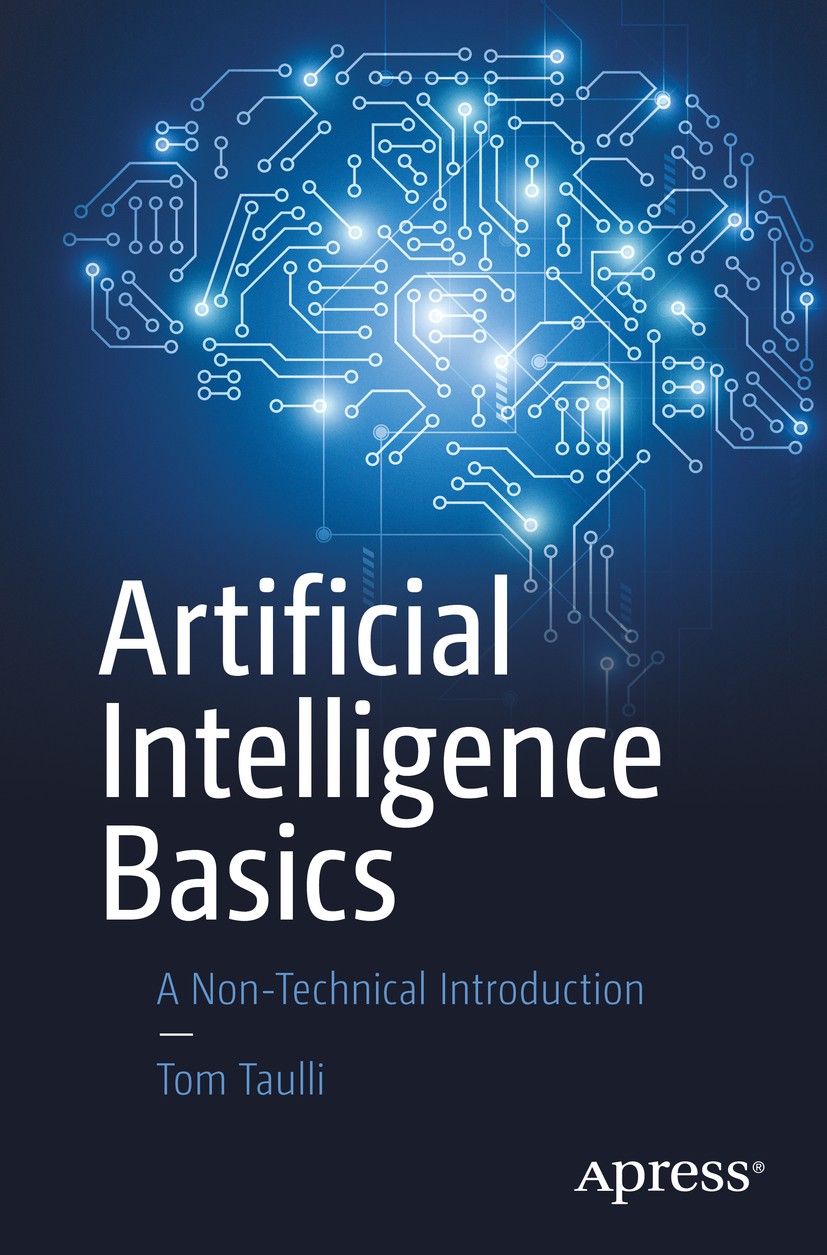 Artificial
Intelligence
Basics
A Non-Technical Introduction
—
Tom Taulli
Apress®